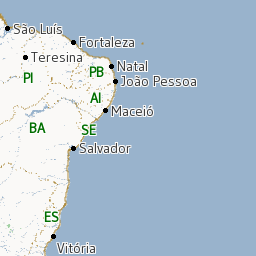 São Luís
Fortaleza
Teresina
PB
Natal
PI
João Pessoa
Al
Maceió
BA
SE
Salvador
ES
Vitória